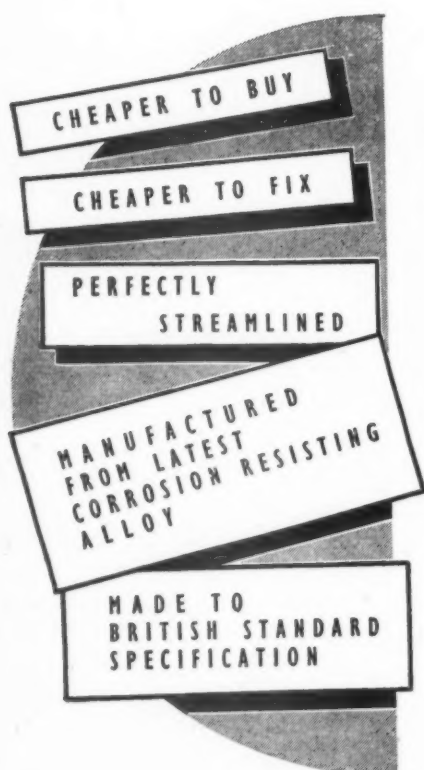 CHEAPER TO BUY
CHEAPER TO FIX
PERFECTLY
STREAMLINED
MANUFACTURED
FROM LATEST
CORROSION RESISTING
ALLOY
MADE TO
BRITISH STANDARD
SPECIFICATION